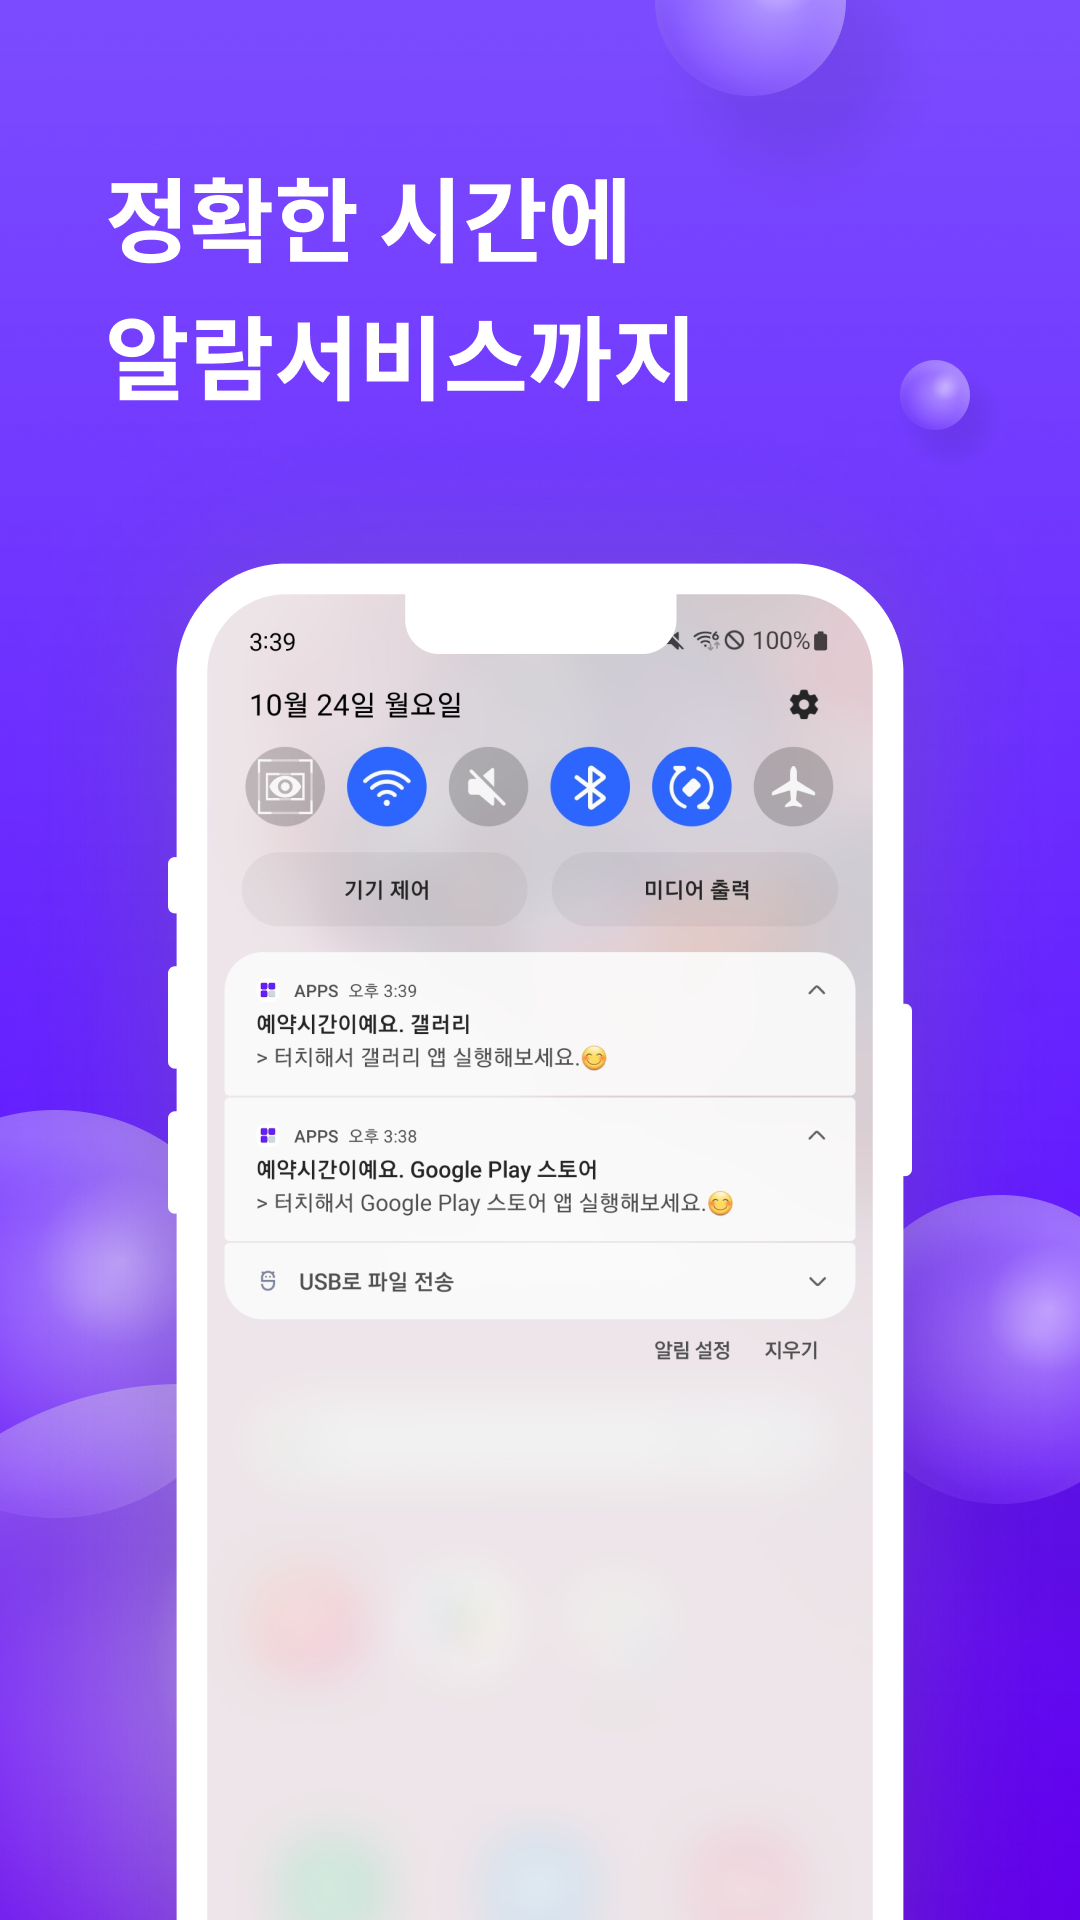 정확한 시간에
알람서비스까지
3:39
100%
10월 24일 월요일
기기 제어
미디어 출력
APPS 오후 3:39
예약시간이예요. 갤러리
> 터치해서 갤러리 앱 실행해보세요.😊
APPS 오후 3:38
예약시간이예요. Google Play 스토어
> 터치해서 Google Play 스토어 앱 실행해보세요.😊
USB로 파일 전송
알림 설정 지우기